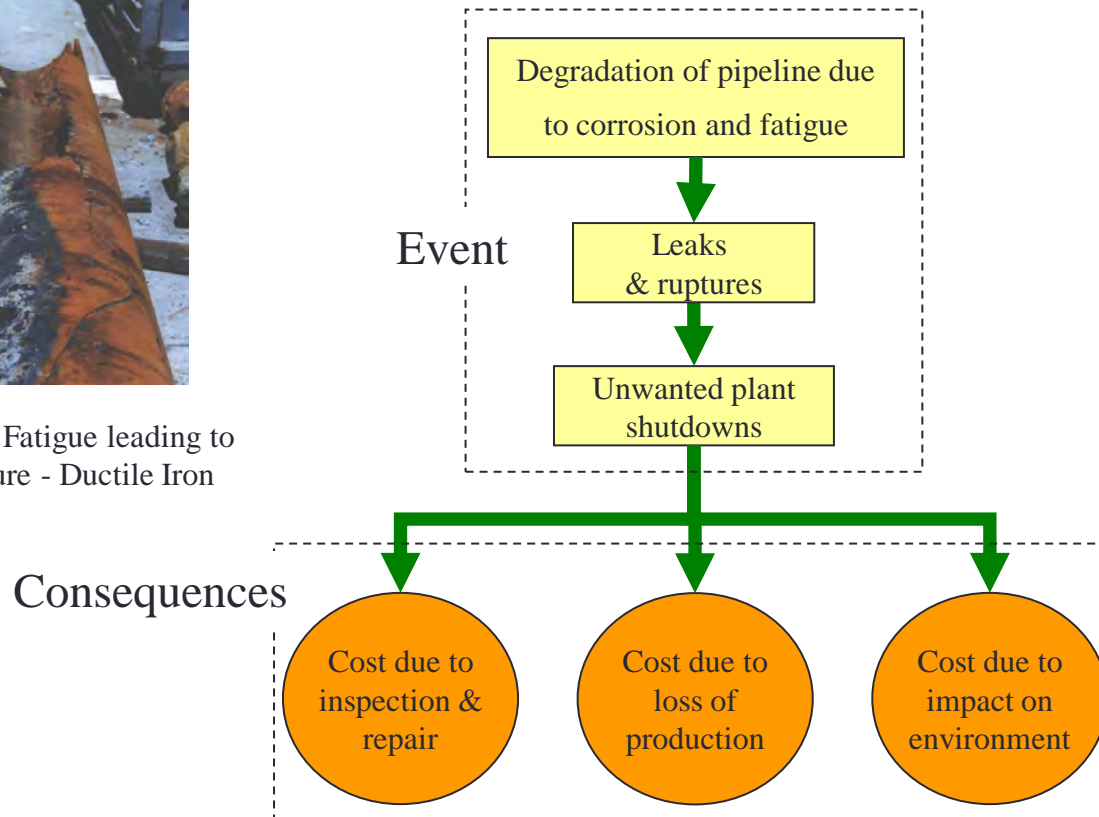 Degradation of pipeline due
to corrosion and fatigue
Event
Leaks
& ruptures
Unwanted plant
shutdowns
Fatigue leading to
- Ductile Iron
Consequences
Cost due to
inspection &
repair
Cost due to
loss of
production
Cost due to
impact on
environment